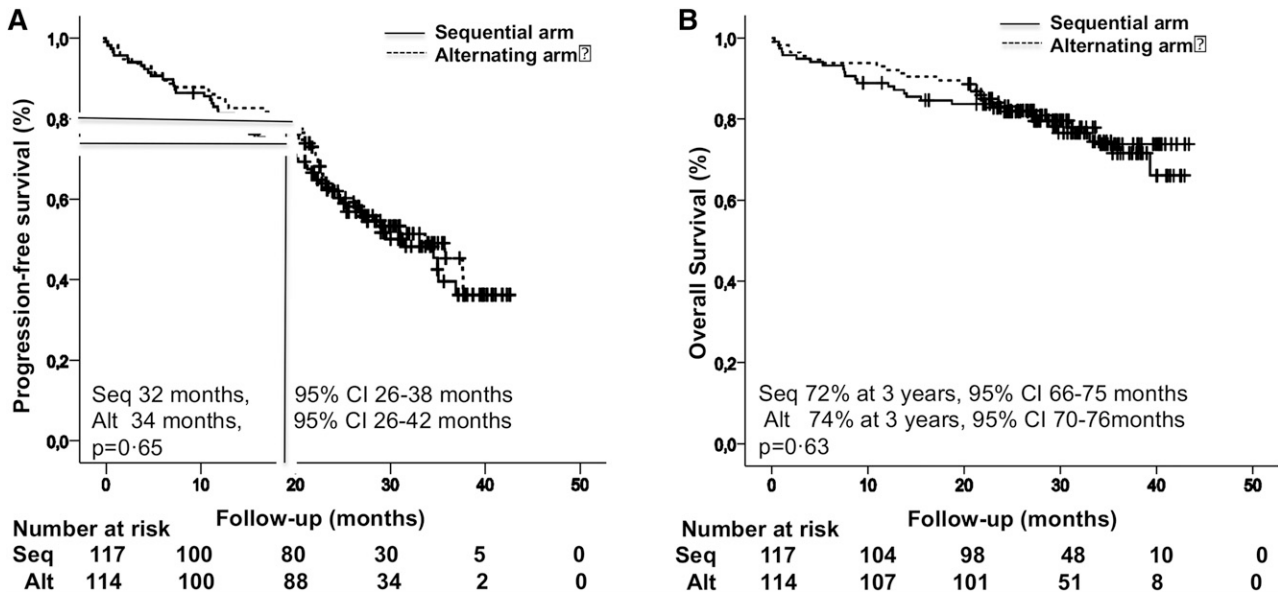 A
Sequential arm
Alternating arm⍰
Progression-free survival (%)
1,0
0,8
0,6
0,4
0,2
0,0
Seq 32 months, 95% CI 26-38 months
Alt 34 months, 95% CI 26-42 months
p=0·65
0 10 20 30 40 50
Follow-up (months)
Number at risk
Seq 117 100 80 30 5 0
Alt 114 100 88 34 2 0
B
Sequential arm
Alternating arm⍰
Overall Survival (%)
1,0
0,8
0,6
0,4
0,2
0,0
Seq 72% at 3 years, 95% CI 66-75 months
Alt 74% at 3 years, 95% CI 70-76months
p=0·63
0 10 20 30 40 50
Follow-up (months)
Number at risk
Seq 117 104 98 48 10 0
Alt 114 107 101 51 8 0